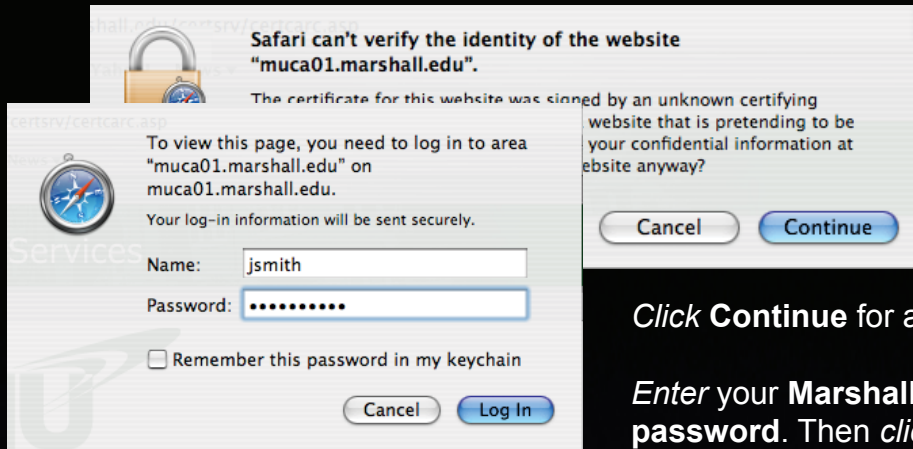 Safari can't verify the identity of the website
“muca01.marshall.edu”.
The certificate for this website was signed by an unknown certifying
website that is pretending to be
your confidential information at
ebsite anyway?
Cancel Continue
certsrv/certcarc.asp
To view this page, you need to log in to area
“muca01.marshall.edu” on
muca01.marshall.edu.
Your log-in information will be sent securely.
Services
Name: jsmith
Password: ••••••••••
Remember this password in my keychain
Cancel Log In
Click Continue for a
Enter your Marshall
password. Then clic